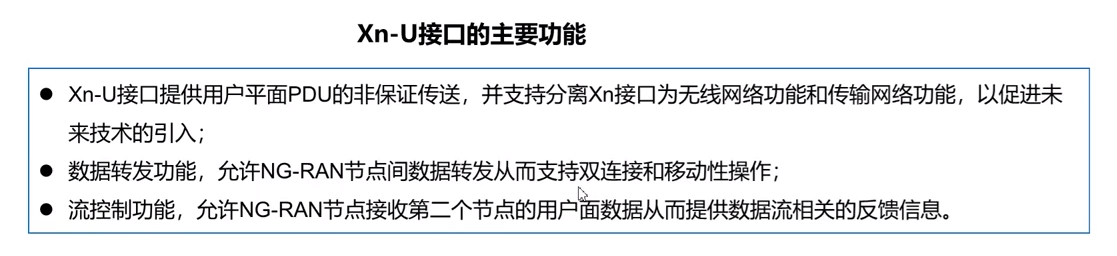 Xn-U接口的主要功能
● Xn-U接口提供用户平面PDU的非保证传送，并支持分离Xn接口为无线网络功能和传输网络功能，以促进未
来技术的引入；
● 数据转发功能，允许NG-RAN节点间数据转发从而支持双连接和移动性操作；
● 流控制功能，允许NG-RAN节点接收第二个节点的用户面数据从而提供数据流相关的反馈信息。